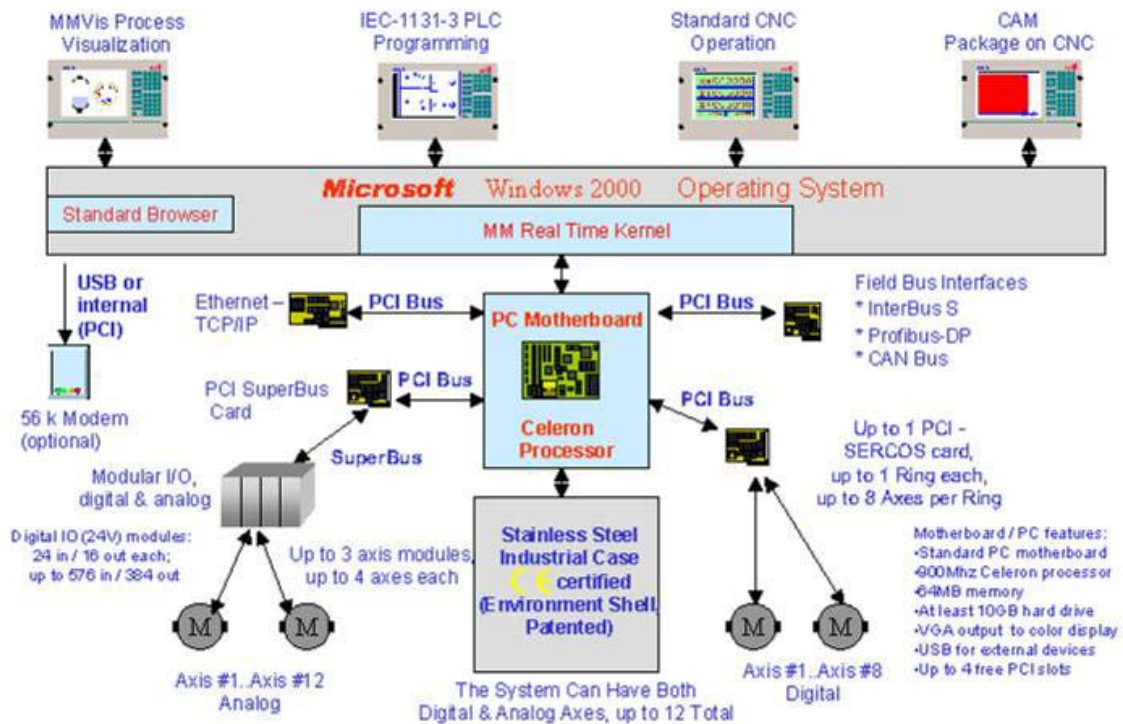 MMVis Process
Visualization
IEC-1131-3 PLC
Programming
Standard CNC
Operation
CAM
Package on CNC
Microsoft Windows 2000 Operating System
Standard Browser
MM Real Time Kernel
USB or
internal
(PCI)
56 k Modem
(optional)
Ethernet –
TCP/IP
PCI Bus
PCI SuperBus
Card
PCI Bus
SuperBus
Modular I/O,
digital & analog
Digital IO (24V) modules:
24 in / 16 out each;
up to 576 in / 384 out
Up to 3 axis modules,
up to 4 axes each
M
M
Axis #1..Axis #12
Analog
PC Motherboard
Celeron
Processor
Stainless Steel
Industrial Case
CE certified
(Environment Shell,
Patented)
The System Can Have Both
Digital & Analog Axes, up to 12 Total
PCI Bus
Field Bus Interfaces
* InterBus S
* Profibus-DP
* CAN Bus
PCI Bus
Up to 1 PCI -
SERCOS card,
up to 1 Ring each,
up to 8 Axes per Ring
M
M
Axis #1..Axis #8
Digital
Motherboard / PC features:
•Standard PC motherboard
•900Mhz Celeron processor
•64MB memory
•At least 10GB hard drive
•VGA output to color display
•USB for external devices
•Up to 4 free PCI slots